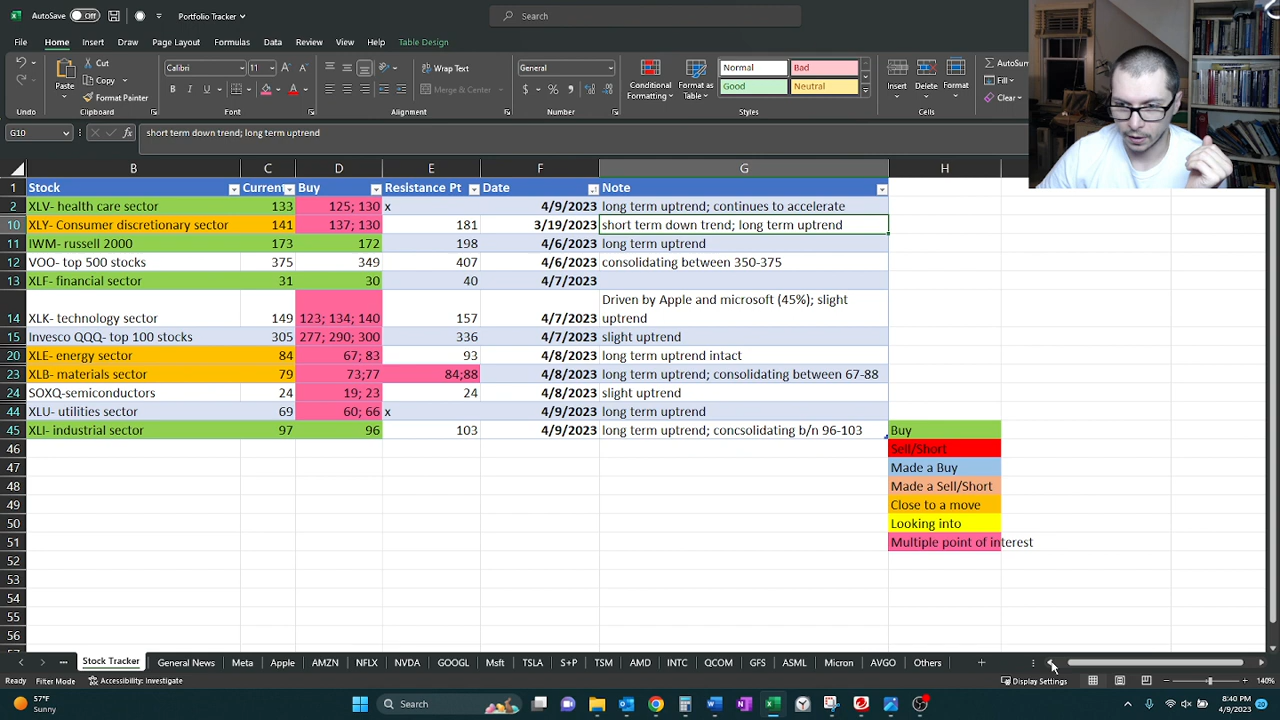 AutoSave Off Portfolio Tracker Search
File Home Insert Draw Page Layout Formulas Data Review View Help Table Design
Paste Cut Copy Format Painter Calibri 11 Wrap Text Merge & Center General Conditional Formatting Format as Table Normal Bad Good Neutral Insert Delete Format AutoSum Fill Clear
Undo Clipboard Font Alignment Number Styles Cells
G10 fx short term down trend; long term uptrend
B C D E F G H
1 Stock Current Buy Resistance Pt Date Note
2 XLV- health care sector 133 125; 130 x 4/9/2023 long term uptrend; continues to accelerate
10 XLY- Consumer discretionary sector 141 137; 130 181 3/19/2023 short term down trend; long term uptrend
11 IWM- russell 2000 173 172 198 4/6/2023 long term uptrend
12 VOO- top 500 stocks 375 349 407 4/6/2023 consolidating between 350-375
13 XLF- financial sector 31 30 40 4/7/2023
14 XLK- technology sector 149 123; 134; 140 157 4/7/2023 Driven by Apple and microsoft (45%); slight
uptrend
15 Invesco QQQ- top 100 stocks 305 277; 290; 300 336 4/7/2023 slight uptrend
20 XLE- energy sector 84 67; 83 93 4/8/2023 long term uptrend intact
23 XLB- materials sector 79 73;77 84;88 4/8/2023 long term uptrend; consolidating between 67-88
24 SOXQ-semiconductors 24 19; 23 24 4/8/2023 slight uptrend
44 XLU- utilities sector 69 60; 66 x 4/9/2023 long term uptrend
45 XLI- industrial sector 97 96 103 4/9/2023 long term uptrend; concsolidating b/n 96-103 Buy
46 Sell/Short
47 Made a Buy
48 Made a Sell/Short
49 Close to a move
50 Looking into
51 Multiple point of interest
52
53
54
55
56
Stock Tracker General News Meta Apple AMZN NFLX NVDA GOOGL Msft TSLA S+P TSM AMD INTC QCOM GFS ASML Micron AVGO Others
Ready Filter Mode Accessibility: Investigate Display Settings 140%
57°F
Sunny
Search
8:40 PM
4/9/2023